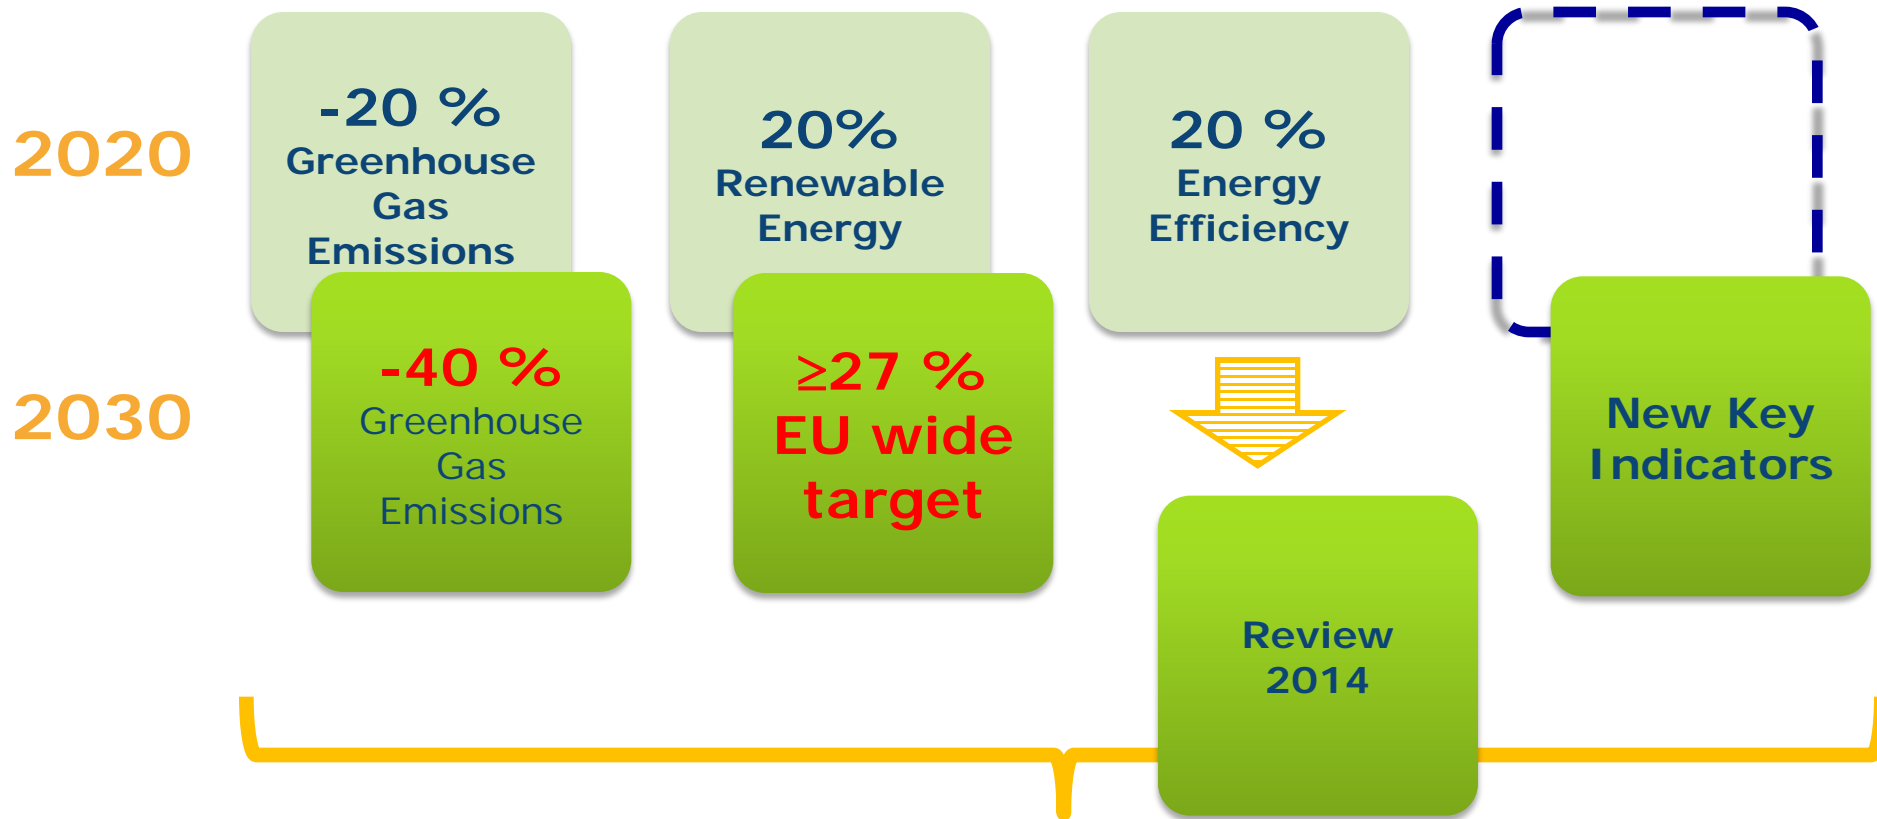 2020
-20 %
Greenhouse
Gas
Emissions
20%
Renewable
Energy
20 %
Energy
Efficiency
2030
-40 %
Greenhouse
Gas
Emissions
≥27 %
EU wide
target
New Key
Indicators
Review
2014